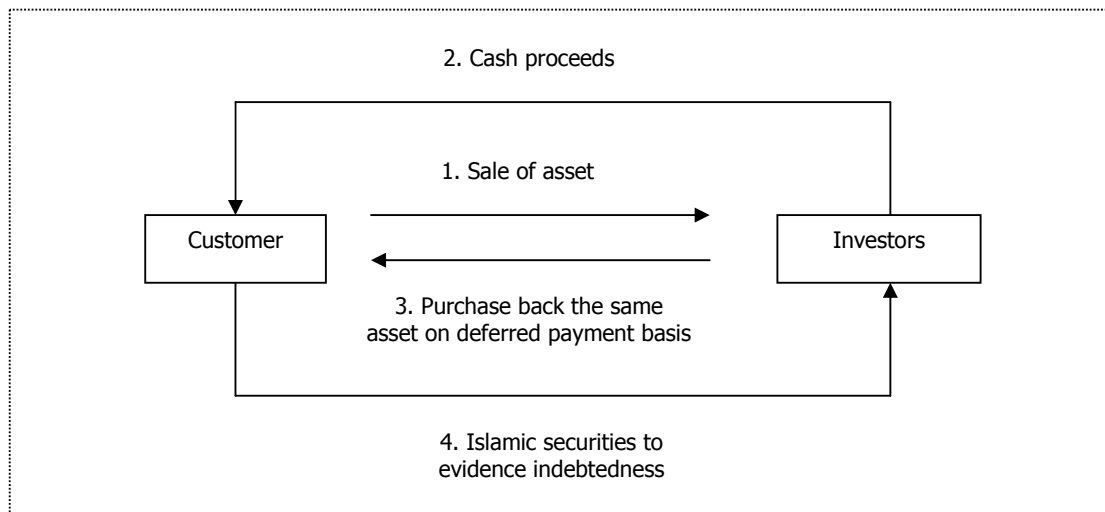 2. Cash proceeds
1. Sale of asset
Customer
Investors
3. Purchase back the same
asset on deferred payment basis
4. Islamic securities to
evidence indebtedness